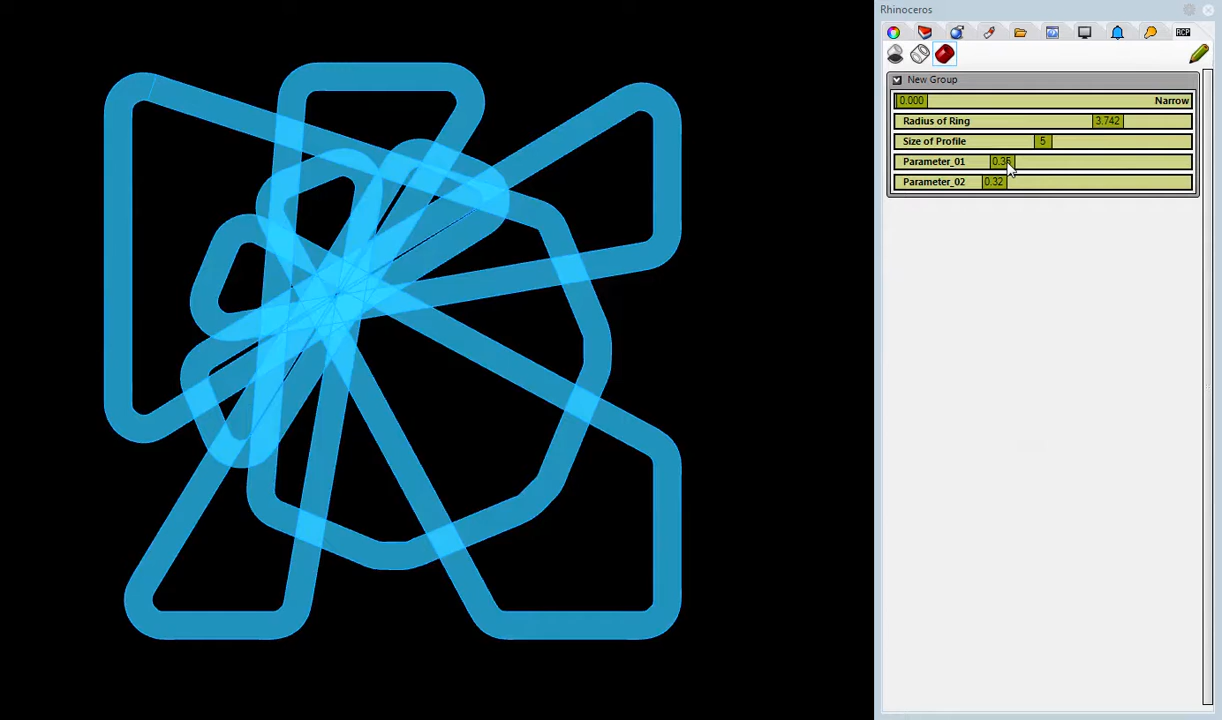 Rhinoceros
RCP
New Group
0.000 Narrow
Radius of Ring 3.742
Size of Profile 5
Parameter_01
Parameter_02 0.32